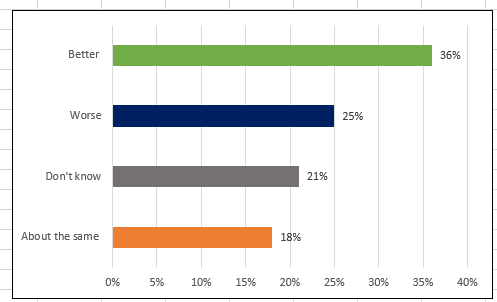 Better 36%
Worse 25%
Don't know 21%
About the same 18%
0% 5% 10% 15% 20% 25% 30% 35% 40%